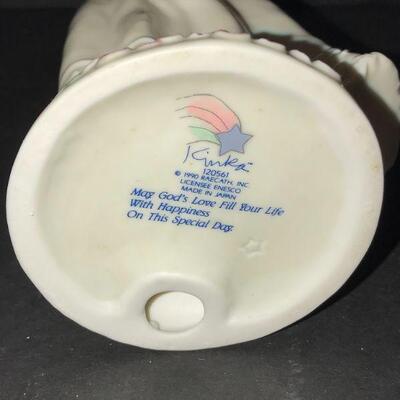 Kinka™
120561
© 1990 RAECATH, INC.
LICENSEE ENESCO
MADE IN JAPAN
May God's Love Fill Your Life
With Happiness
On This Special Day